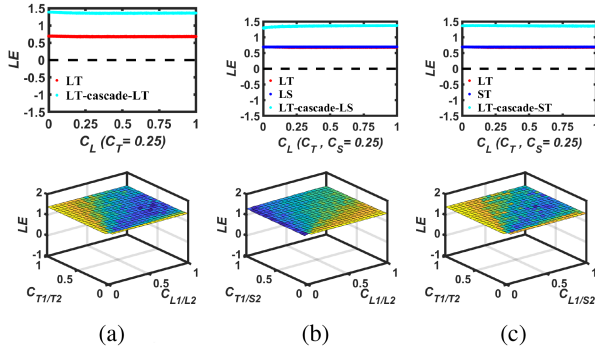 1.5
1
0.5
0
0.5
1
1.5
LE
LT
LT-cascade-LT
0 0.25 0.5 0.75 1
C_L (C_T = 0.25)
1.5
1
0.5
0
0.5
1
1.5
LE
LT
LS
LT-cascade-LS
0 0.25 0.5 0.75 1
C_L (C_T , C_S = 0.25)
1.5
1
0.5
0
0.5
1
1.5
LE
LT
ST
LT-cascade-ST
0 0.25 0.5 0.75 1
C_L (C_T , C_S = 0.25)
2
1
0
-1
LE
1
0.5
0
C_T1/T2
0
0.5
1
C_L1/L2
2
1
0
-1
LE
1
0.5
0
C_T1/S2
0
0.5
1
C_L1/L2
2
1
0
-1
LE
1
0.5
0
C_T1/T2
0
0.5
1
C_L1/S2
(a) (b) (c)